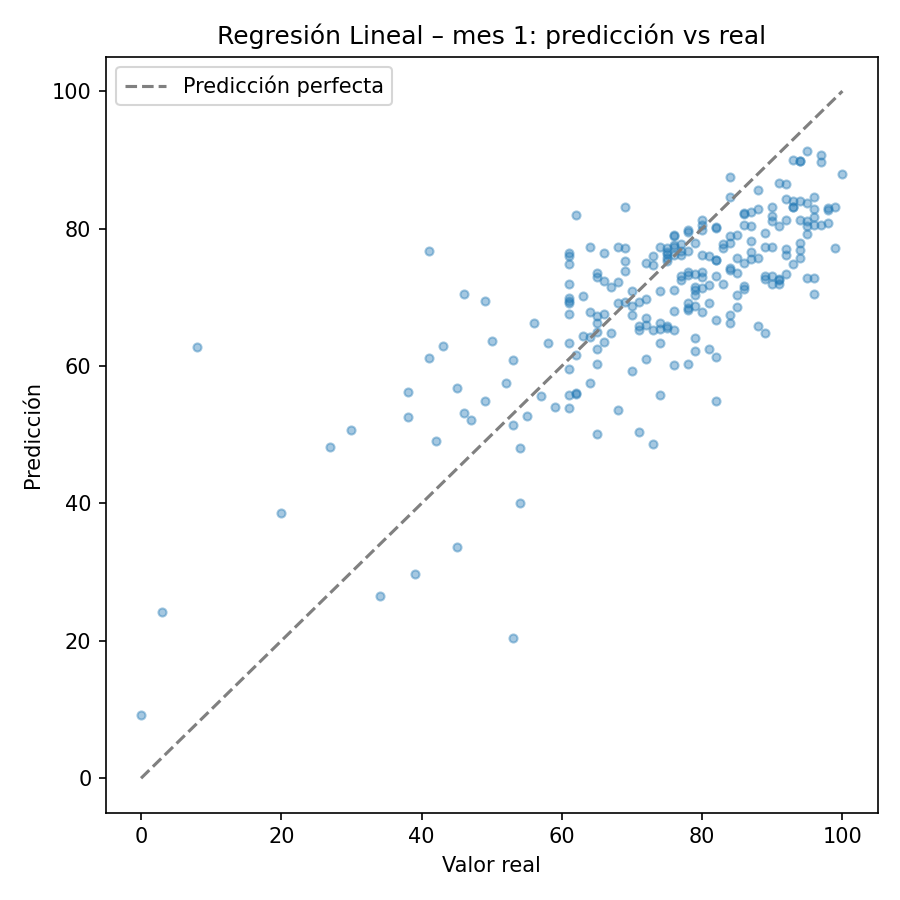 Regresión Lineal – mes 1: predicción vs real
Predicción perfecta
100
80
60
40
20
0
Predicción
0 20 40 60 80 100
Valor real